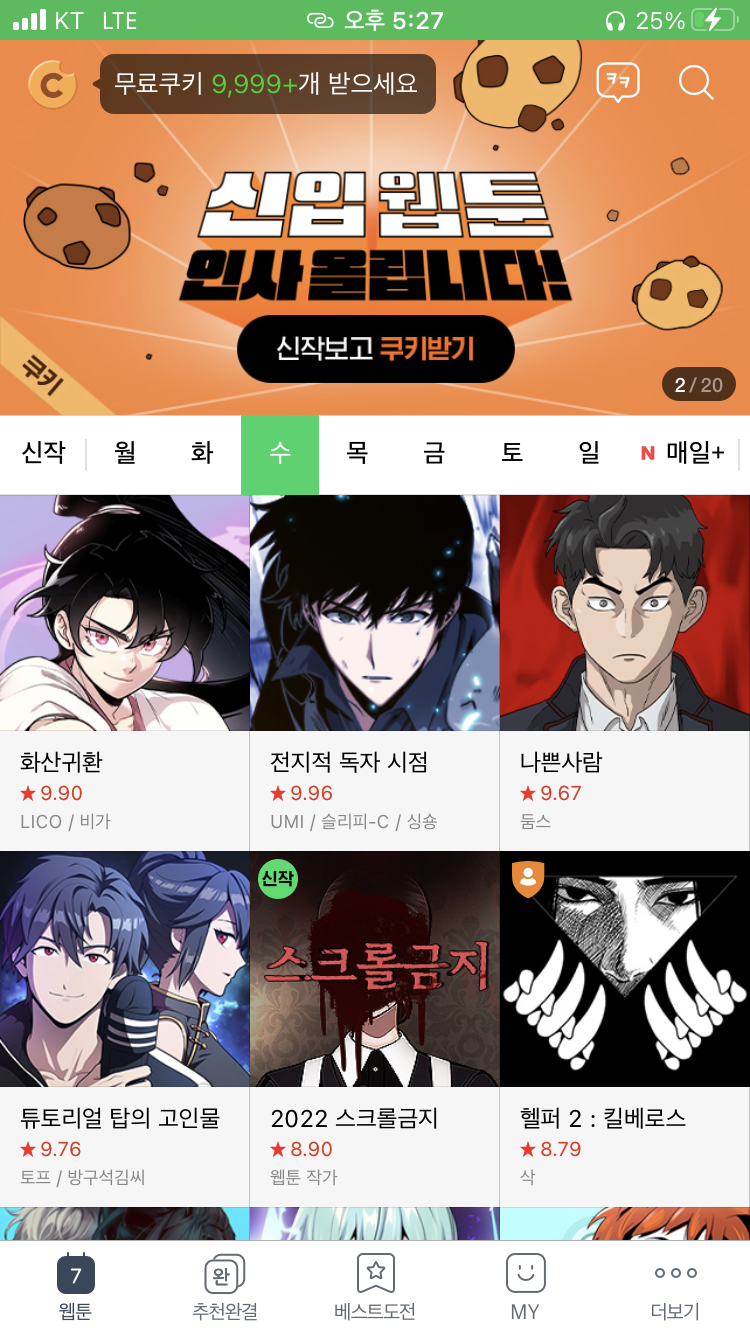 KT LTE 오후 5:27 25%
C 무료쿠키 9,999+개 받으세요 ㅋㅋ
신입 웹툰
인사 올립니다!
신작보고 쿠키받기
쿠키
2 / 20
신작 월 화 수 목 금 토 일 N 매일+
화산귀환 전지적 독자 시점 나쁜사람
★9.90 ★9.96 ★9.67
LICO / 비가 UMI / 슬리피-C / 싱숑 둠스
신작
스크롤금지
튜토리얼 탑의 고인물 2022 스크롤금지 헬퍼 2 : 킬베로스
★9.76 ★8.90 ★8.79
토프 / 방구석김씨 웹툰 작가 삭
7 완
웹툰 추천완결 베스트도전 MY 더보기